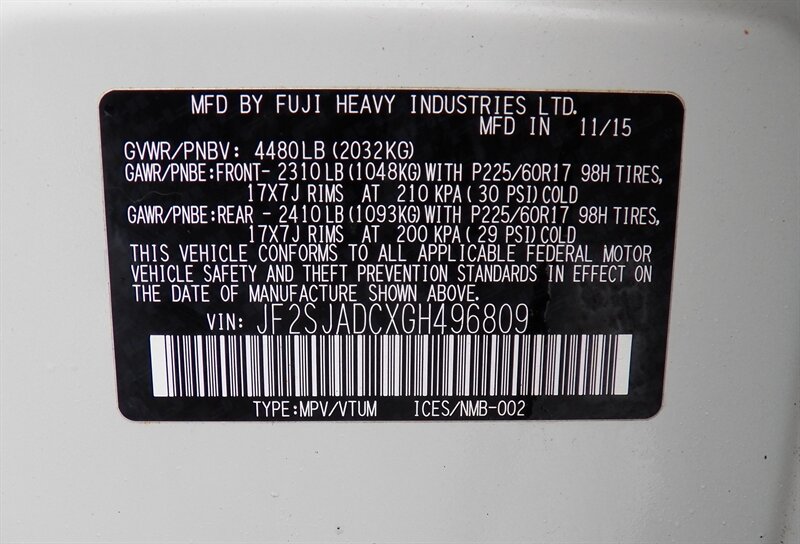 MFD BY FUJI HEAVY INDUSTRIES LTD.
MFD IN 11/15
GVWR/PNBV: 4480LB(2032KG)
GAWR/PNBE:FRONT- 2310LB(1048KG)WITH P225/60R17 98H TIRES,
17X7J RIMS AT 210 KPA(30 PSI)COLD
GAWR/PNBE:REAR - 2410LB(1093KG)WITH P225/60R17 98H TIRES,
17X7J RIMS AT 200 KPA(29 PSI)COLD
THIS VEHICLE CONFORMS TO ALL APPLICABLE FEDERAL MOTOR
VEHICLE SAFETY AND THEFT PREVENTION STANDARDS IN EFFECT ON
THE DATE OF MANUFACTURE SHOWN ABOVE.
VIN: JF2SJADCXGH496809
TYPE:MPV/VTUM ICES/NMB-002